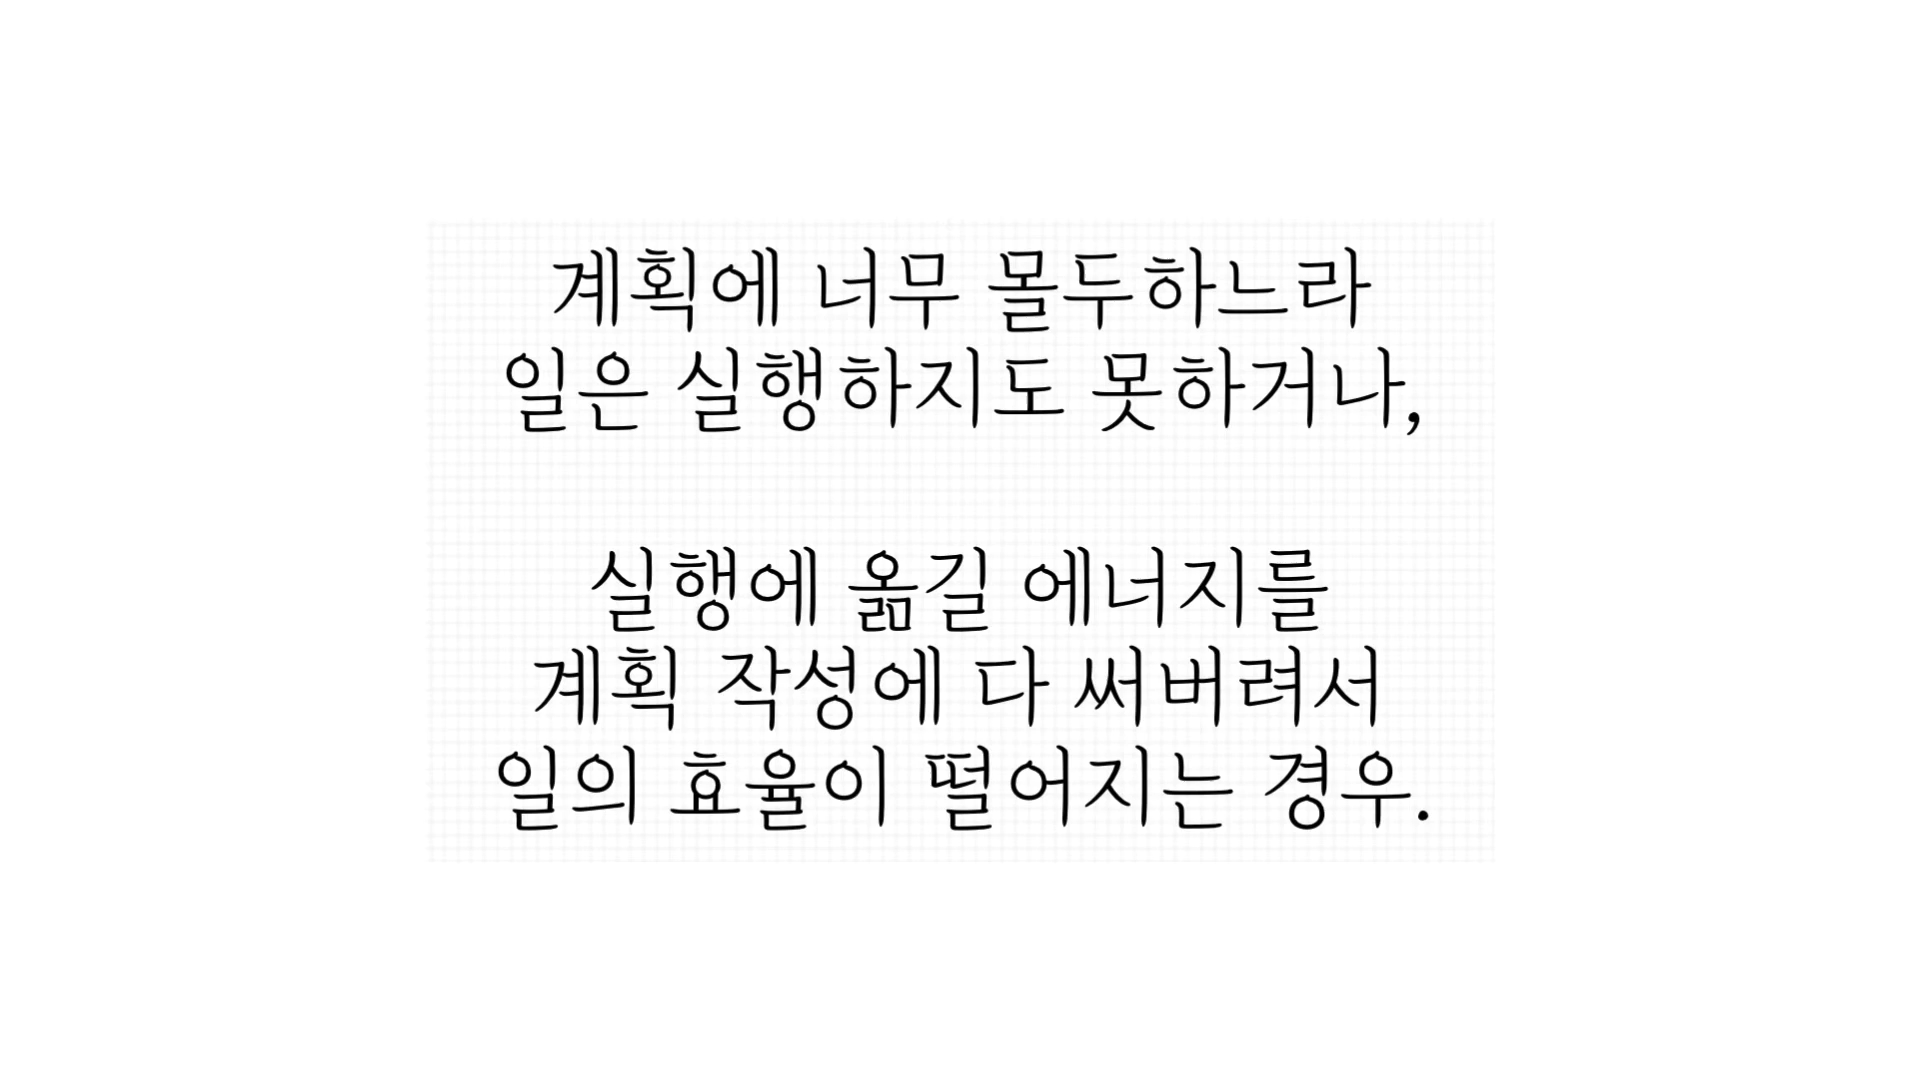 계획에 너무 몰두하느라
일은 실행하지도 못하거나,
실행에 옮길 에너지를
계획 작성에 다 써버려서
일의 효율이 떨어지는 경우.